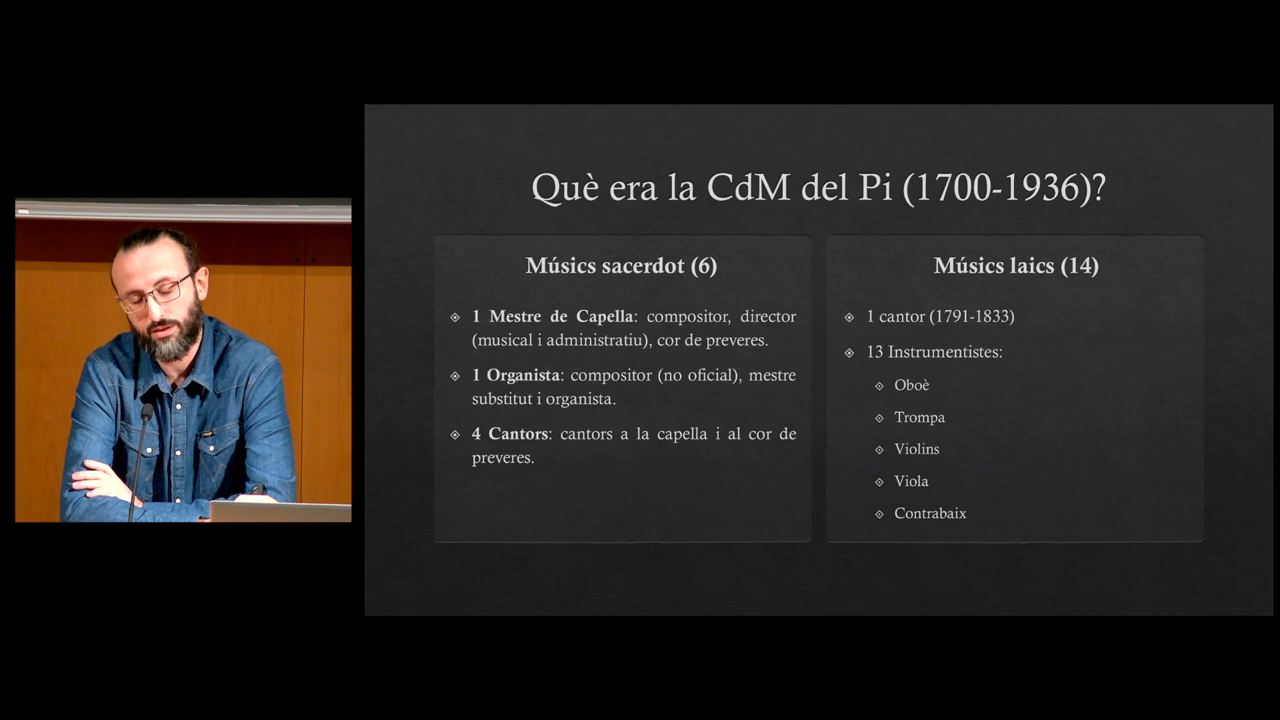 Què era la CdM del Pi (1700-1936)?
Músics sacerdot (6)
1 Mestre de Capella: compositor, director
(musical i administratiu), cor de preveres.
1 Organista: compositor (no oficial), mestre
substitut i organista.
4 Cantors: cantors a la capella i al cor de
preveres.
Músics laics (14)
1 cantor (1791-1833)
13 Instrumentistes:
Oboè
Trompa
Violins
Viola
Contrabaix